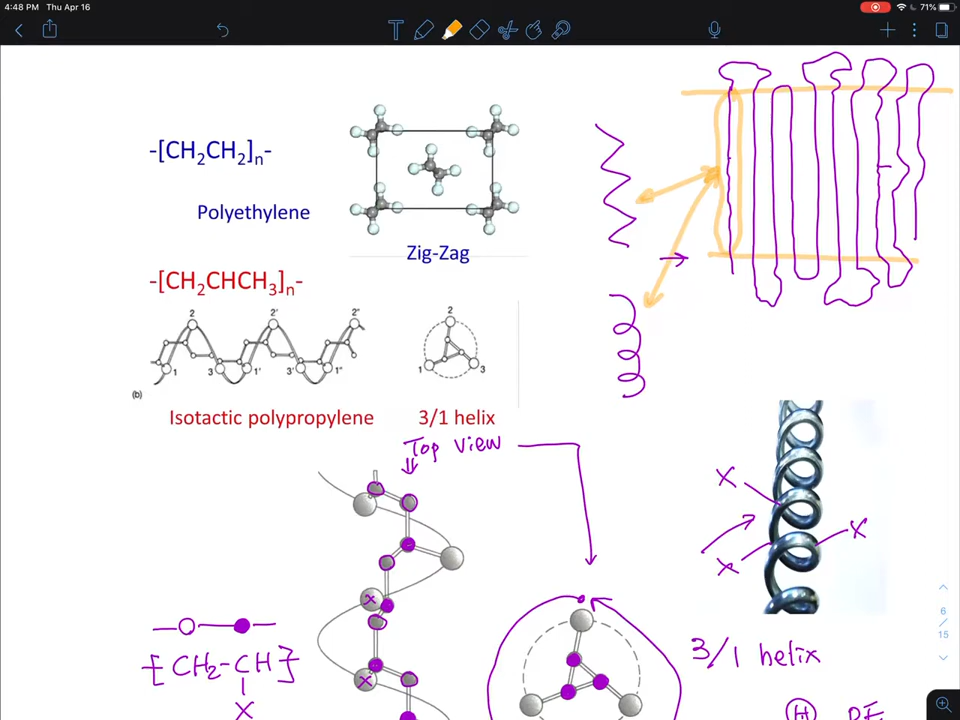 4:48 PM Thu Apr 16
71%
-[CH₂CH₂]ₙ-
Polyethylene
Zig-Zag
-[CH₂CHCH₃]ₙ-
2 2' 2"
1 3 1' 3' 1"
2
1 3
(b)
Isotactic polypropylene
3/1 helix
Top view
X
X
X
X
X
3/1 helix
[CH₂-CH]
X
H PE
6
/
15